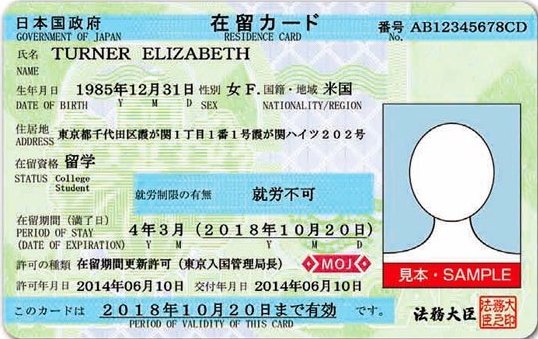 日本国政府 在留カード 番号 AB12345678CD
GOVERNMENT OF JAPAN RESIDENCE CARD No.
氏名 TURNER ELIZABETH
NAME
生年月日 1985年12月31日 性別 女 F. 国籍・地域 米国
DATE OF BIRTH Y M D SEX NATIONALITY/REGION
住居地 東京都千代田区霞が関1丁目1番1号霞が関ハイツ202号
ADDRESS
在留資格 留学
STATUS College
Student
就労制限の有無 就労不可
在留期間(満了日) 4年3月(2018年10月20日)
PERIOD OF STAY
(DATE OF EXPIRATION) Y M Y M D
見本・SAMPLE
許可の種類 在留期間更新許可(東京入国管理局長) MOJ
許可年月日 2014年06月10日 交付年月日 2014年06月10日
このカードは 2018年10月20日まで有効 です。
PERIOD OF VALIDITY OF THIS CARD
法務大臣